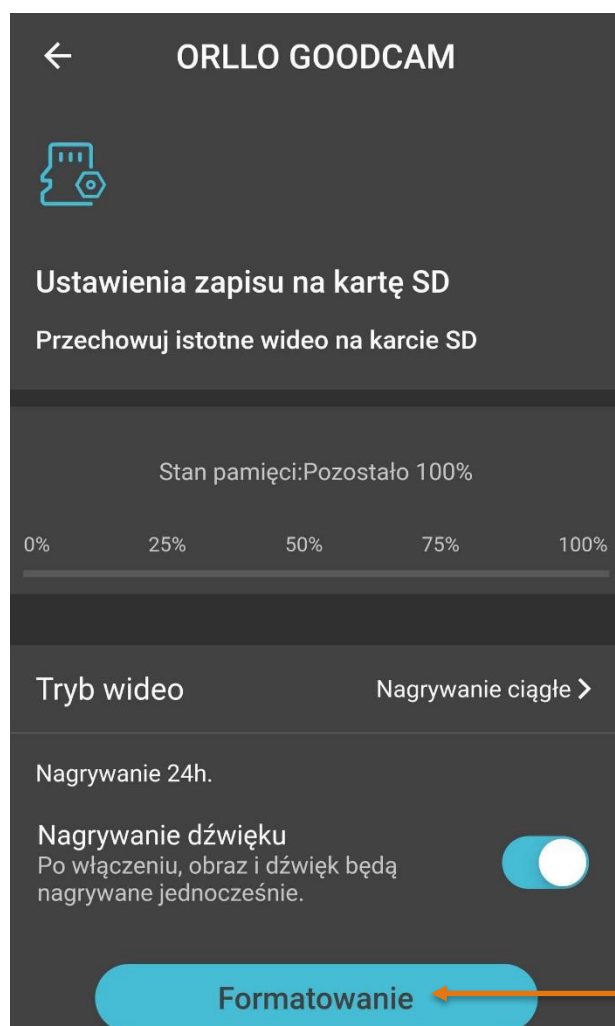 ORLLO GOODCAM
Ustawienia zapisu na kartę SD
Przechowuj istotne wideo na karcie SD
Stan pamięci:Pozostało 100%
0% 25% 50% 75% 100%
Tryb wideo Nagrywanie ciągłe
Nagrywanie 24h.
Nagrywanie dźwięku
Po włączeniu, obraz i dźwięk będą
nagrywane jednocześnie.
Formatowanie